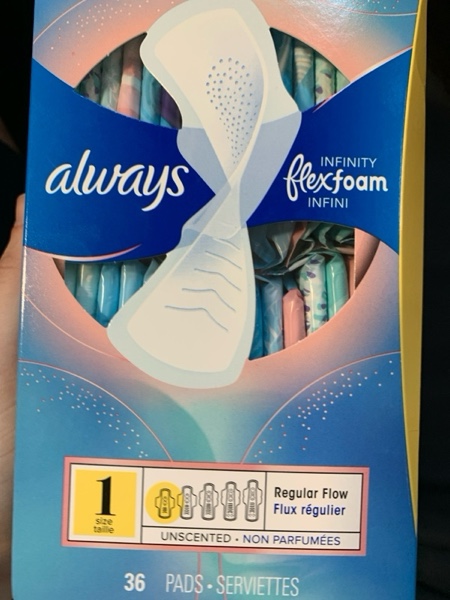 always
INFINITY
flexfoam
INFINI
1
size
taille
Regular Flow
Flux régulier
UNSCENTED • NON PARFUMÉES
36 PADS • SERVIETTES